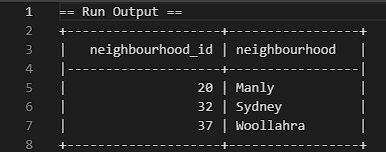 1 == Run Output ==
2 +---------------------+-----------------+
3 |    neighbourhood_id | neighbourhood   |
4 |---------------------+-----------------|
5 |                  20 | Manly           |
6 |                  32 | Sydney          |
7 |                  37 | Woollahra       |
8 +---------------------+-----------------+